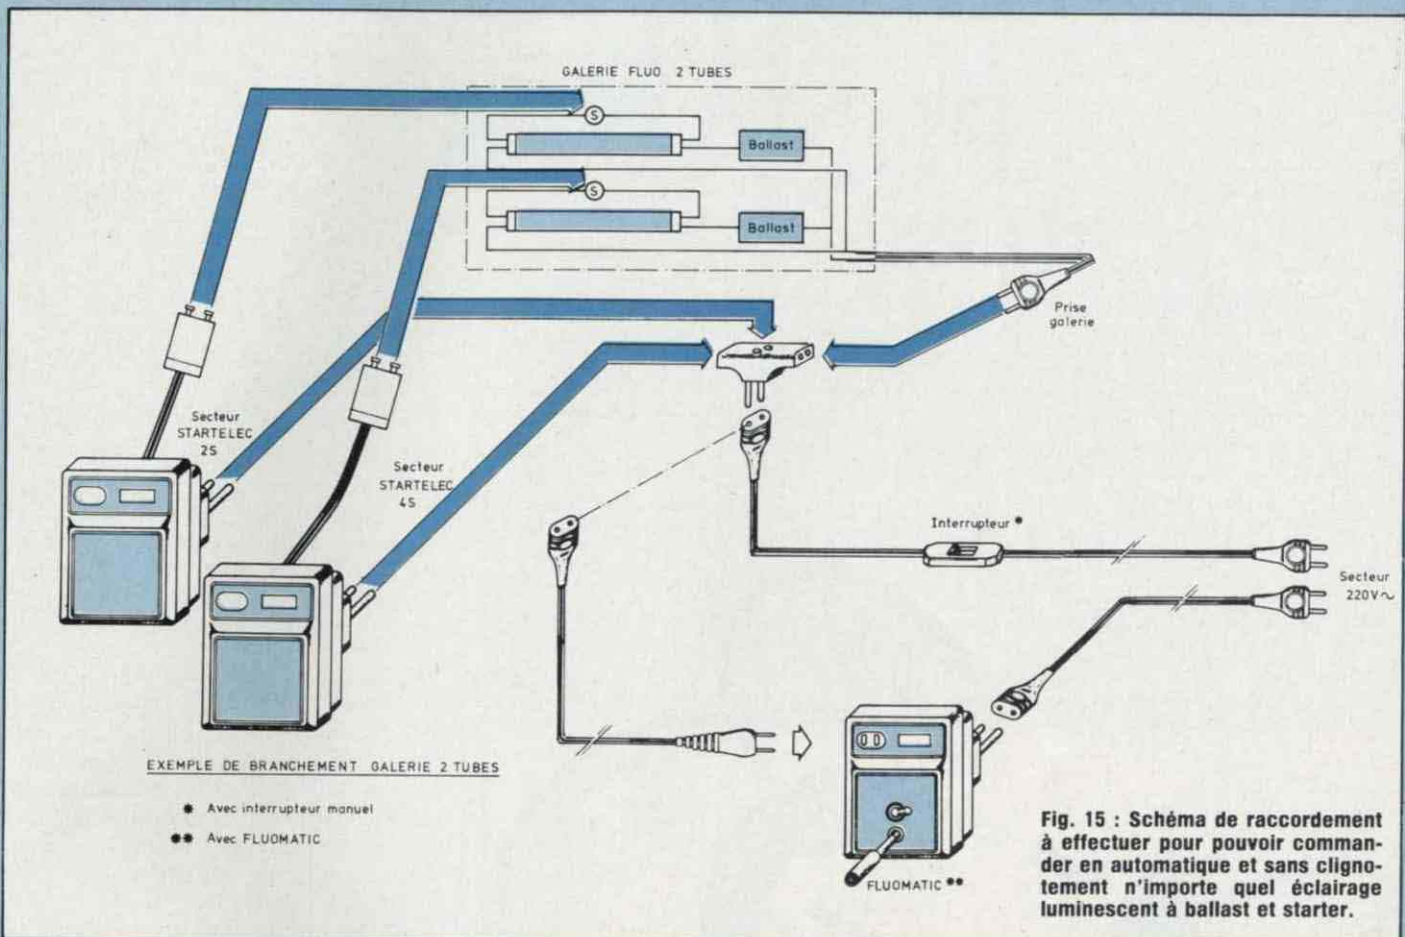 GALERIE FLUO 2 TUBES
S
Ballast
S
Ballast
Prise
galerie
Secteur
STARTELEC
2S
Secteur
STARTELEC
4S
Interrupteur *
Secteur
220V~
EXEMPLE DE BRANCHEMENT GALERIE 2 TUBES
* Avec interrupteur manuel
** Avec FLUOMATIC
FLUOMATIC **
Fig. 15 : Schéma de raccordement
à effectuer pour pouvoir comman-
der en automatique et sans cligno-
tement n'importe quel éclairage
luminescent à ballast et starter.